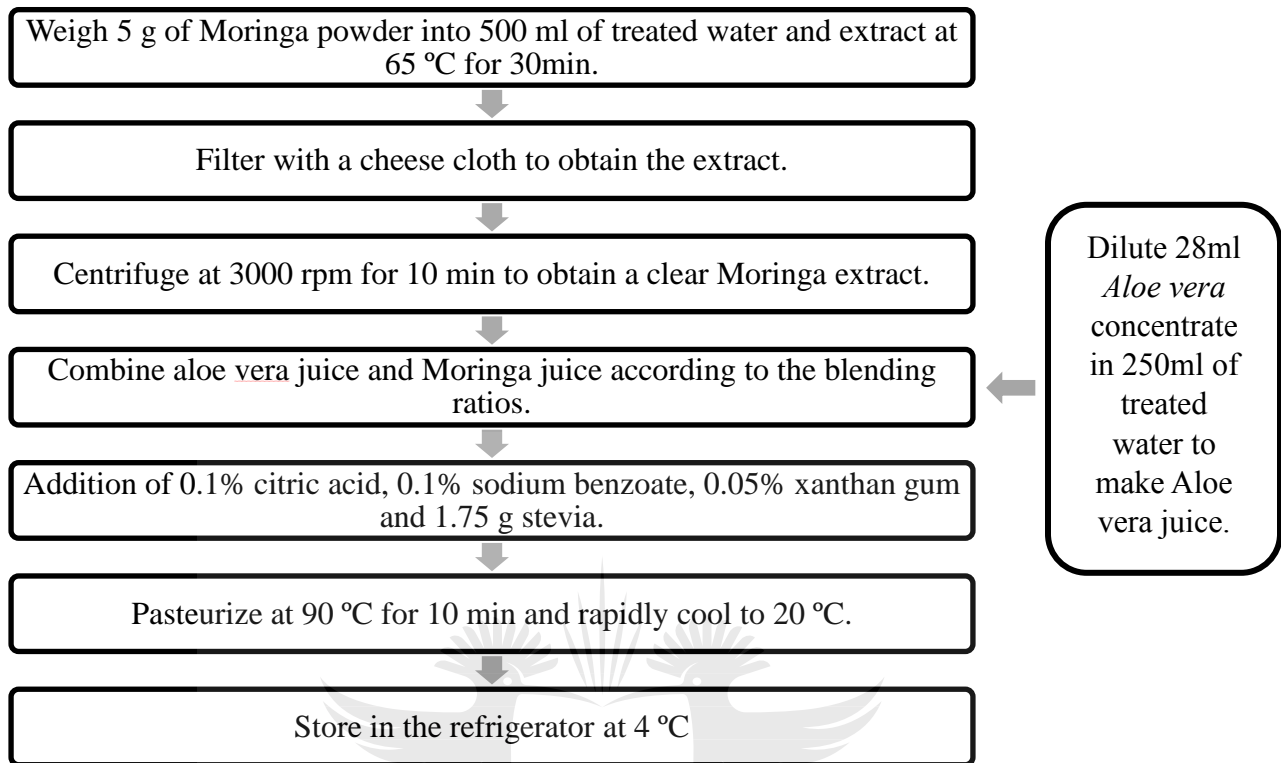 Weigh 5 g of Moringa powder into 500 ml of treated water and extract at
65 ºC for 30min.
Filter with a cheese cloth to obtain the extract.
Centrifuge at 3000 rpm for 10 min to obtain a clear Moringa extract.
Combine aloe vera juice and Moringa juice according to the blending
ratios.
Dilute 28ml
Aloe vera
concentrate
in 250ml of
treated
water to
make Aloe
vera juice.
Addition of 0.1% citric acid, 0.1% sodium benzoate, 0.05% xanthan gum
and 1.75 g stevia.
Pasteurize at 90 ºC for 10 min and rapidly cool to 20 ºC.
Store in the refrigerator at 4 ºC